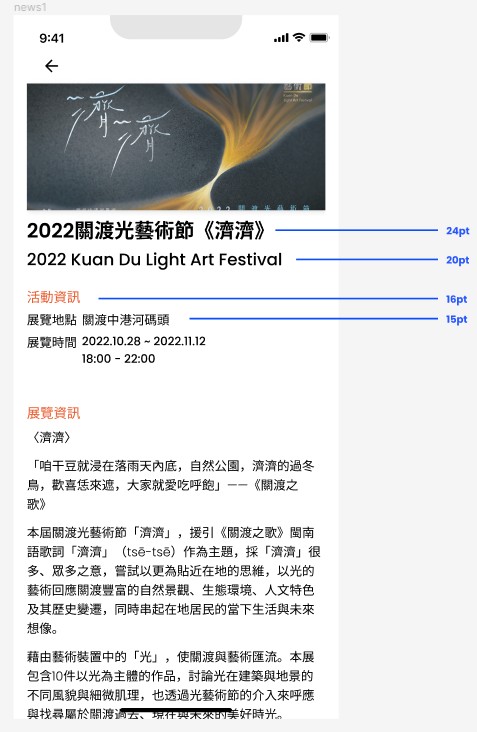 news1
9:41
藝術節
濟濟
2022關渡光藝術節《濟濟》
24pt
2022 Kuan Du Light Art Festival
20pt
活動資訊
16pt
展覽地點 關渡中港河碼頭
15pt
展覽時間 2022.10.28 ~ 2022.11.12
18:00 - 22:00
展覽資訊
〈濟濟〉
「咱干豆就浸在落雨天內底，自然公園，濟濟的過冬
鳥，歡喜恁來遮，大家就愛吃呼飽」——《關渡之
歌》
本屆關渡光藝術節「濟濟」，援引《關渡之歌》閩南
語歌詞「濟濟」（tsē-tsē）作為主題，採「濟濟」很
多、眾多之意，嘗試以更為貼近在地的思維，以光的
藝術回應關渡豐富的自然景觀、生態環境、人文特色
及其歷史變遷，同時串起在地居民的當下生活與未來
想像。
藉由藝術裝置中的「光」，使關渡與藝術匯流。本展
包含10件以光為主體的作品，討論光在建築與地景的
不同風貌與細微肌理，也透過光藝術節的介入來呼應
與找尋屬於關渡過去、現在與未來的美好時光。